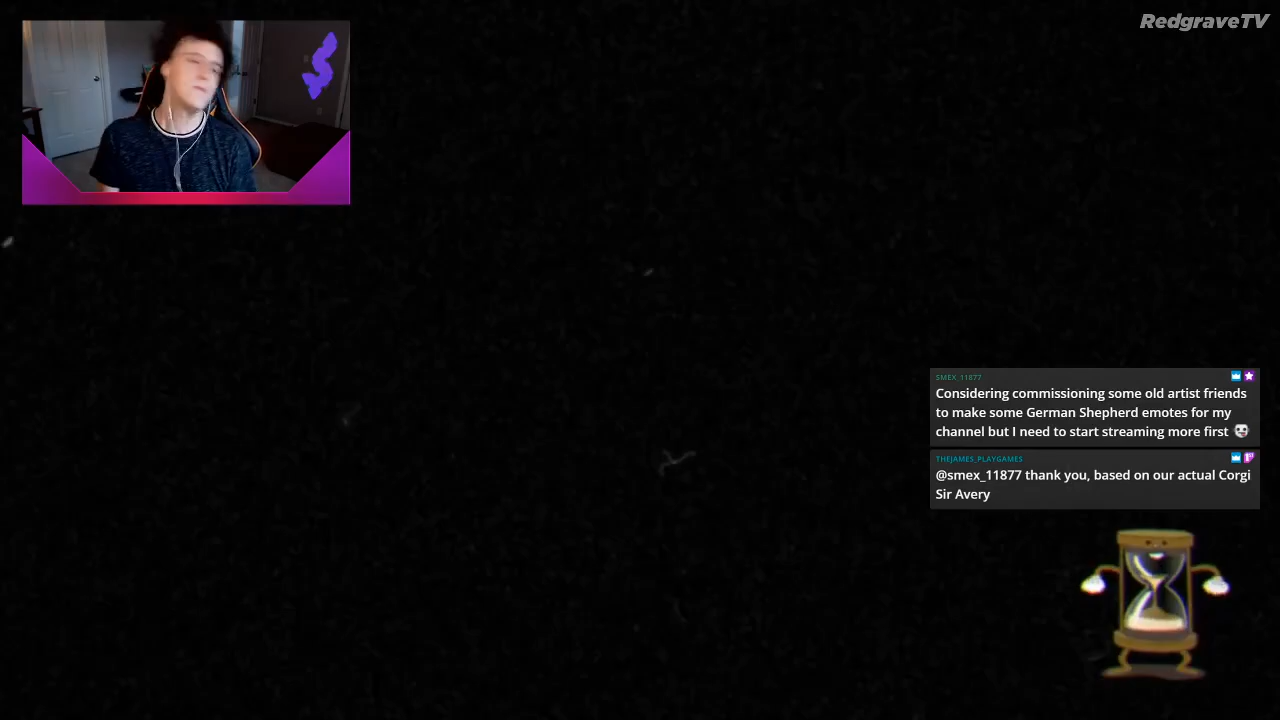 RedgraveTV
SMEX_11877
Considering commissioning some old artist friends
to make some German Shepherd emotes for my
channel but I need to start streaming more first
THEJAMES_PLAYGAMES
@smex_11877 thank you, based on our actual Corgi
Sir Avery